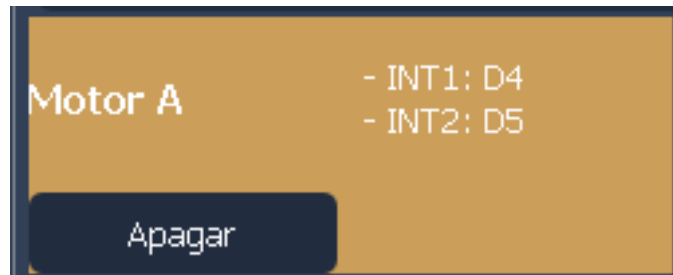 Motor A
- INT1: D4
- INT2: D5
Apagar